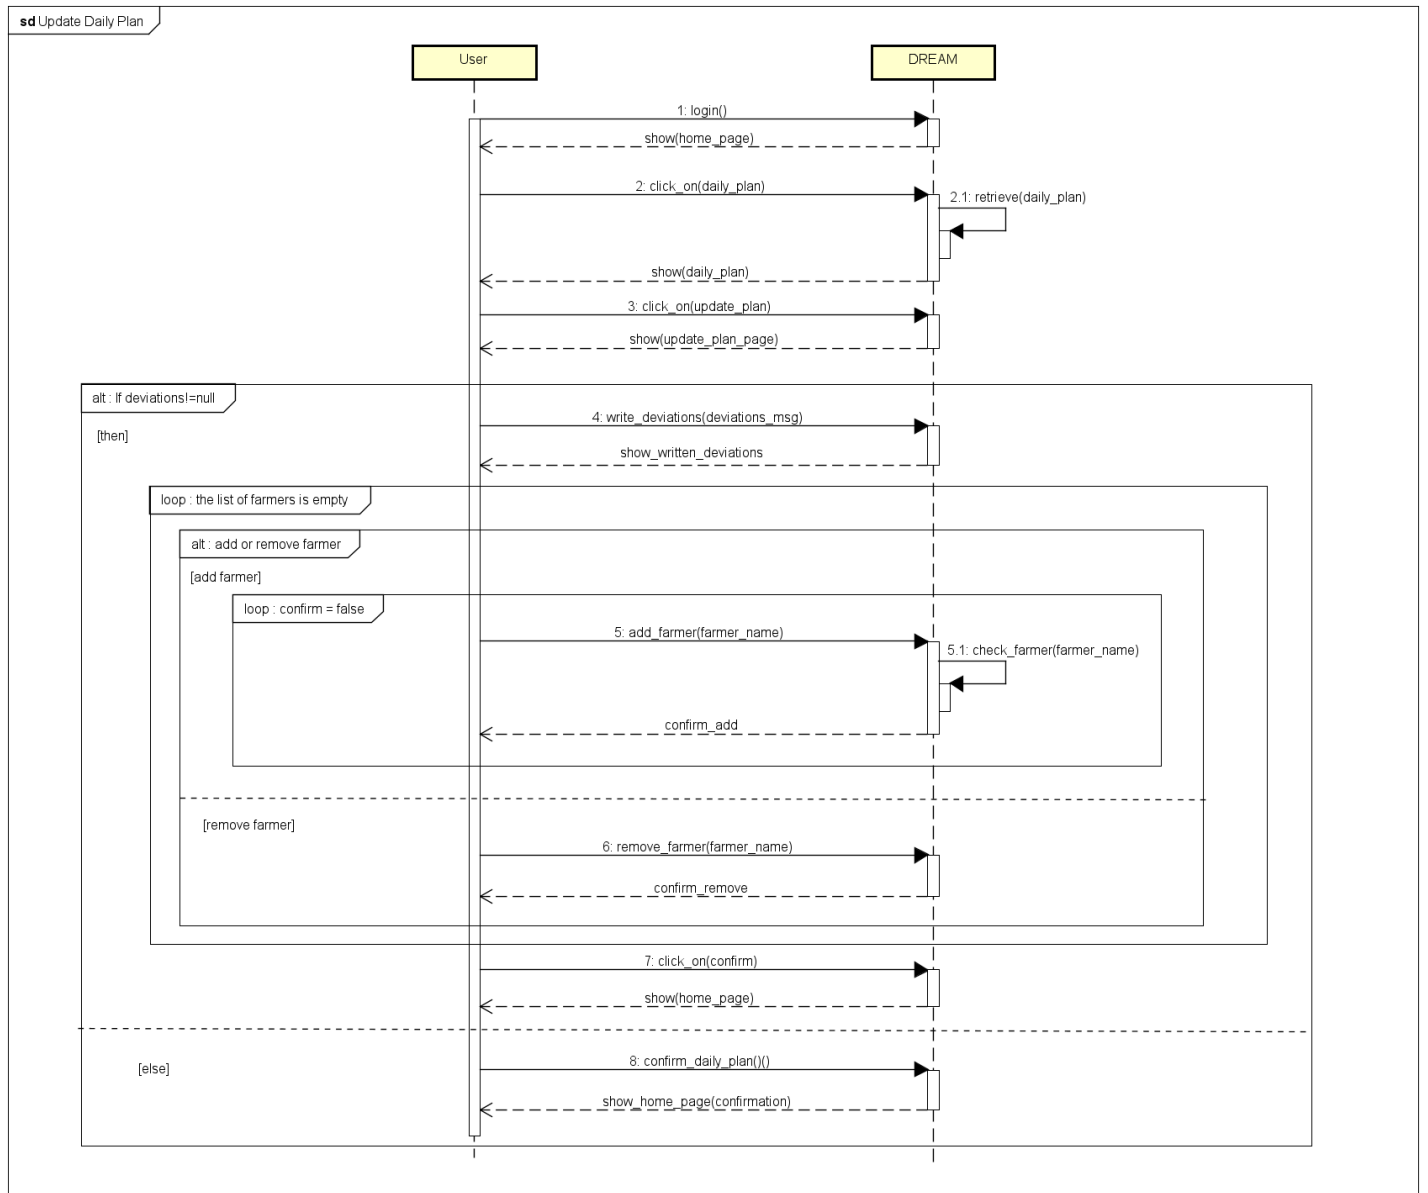 sd Update Daily Plan
User
DREAM
1: login()
show(home_page)
2: click_on(daily_plan)
2.1: retrieve(daily_plan)
show(daily_plan)
3: click_on(update_plan)
show(update_plan_page)
alt : If deviations!=null
[then]
4: write_deviations(deviations_msg)
show_written_deviations
loop : the list of farmers is empty
alt : add or remove farmer
[add farmer]
loop : confirm = false
5: add_farmer(farmer_name)
5.1: check_farmer(farmer_name)
confirm_add
[remove farmer]
6: remove_farmer(farmer_name)
confirm_remove
7: click_on(confirm)
show(home_page)
[else]
8: confirm_daily_plan()()
show_home_page(confirmation)